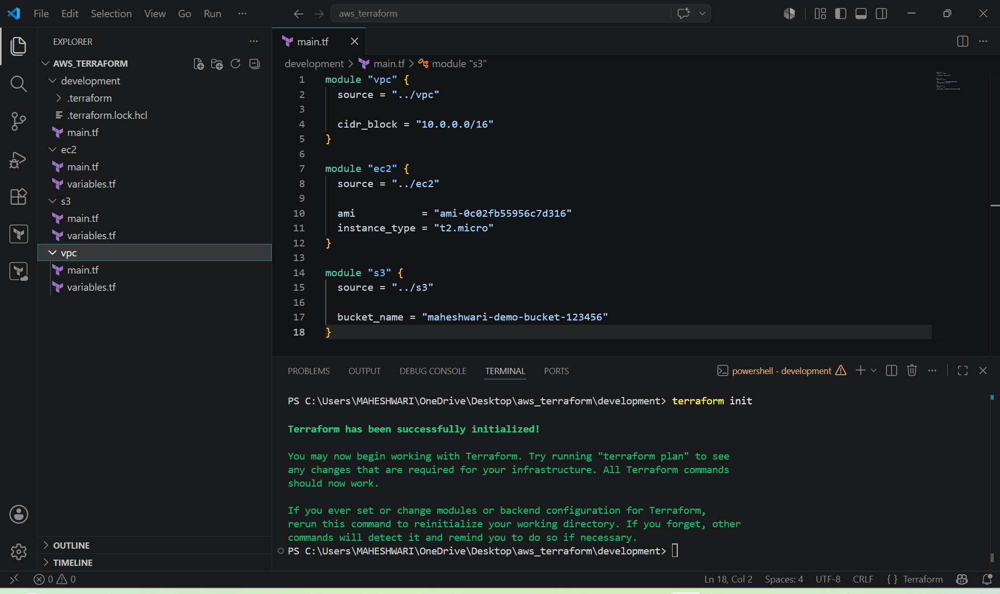 File Edit Selection View Go Run ...
aws_terraform
EXPLORER
AWS_TERRAFORM
development
.terraform
.terraform.lock.hcl
main.tf
ec2
main.tf
variables.tf
s3
main.tf
variables.tf
vpc
main.tf
variables.tf
OUTLINE
TIMELINE
main.tf
development > main.tf > module "s3"
1 module "vpc" {
2 source = "../vpc"
3
4 cidr_block = "10.0.0.0/16"
5 }
6
7 module "ec2" {
8 source = "../ec2"
9
10 ami = "ami-0c02fb55956c7d316"
11 instance_type = "t2.micro"
12 }
13
14 module "s3" {
15 source = "../s3"
16
17 bucket_name = "maheshwari-demo-bucket-123456"
18 }
PROBLEMS OUTPUT DEBUG CONSOLE TERMINAL PORTS
powershell - development
PS C:\Users\MAHESHWARI\OneDrive\Desktop\aws_terraform\development> terraform init
Terraform has been successfully initialized!
You may now begin working with Terraform. Try running "terraform plan" to see
any changes that are required for your infrastructure. All Terraform commands
should now work.
If you ever set or change modules or backend configuration for Terraform,
rerun this command to reinitialize your working directory. If you forget, other
commands will detect it and remind you to do so if necessary.
PS C:\Users\MAHESHWARI\OneDrive\Desktop\aws_terraform\development>
0 0
Ln 18, Col 2 Spaces: 4 UTF-8 CRLF { } Terraform